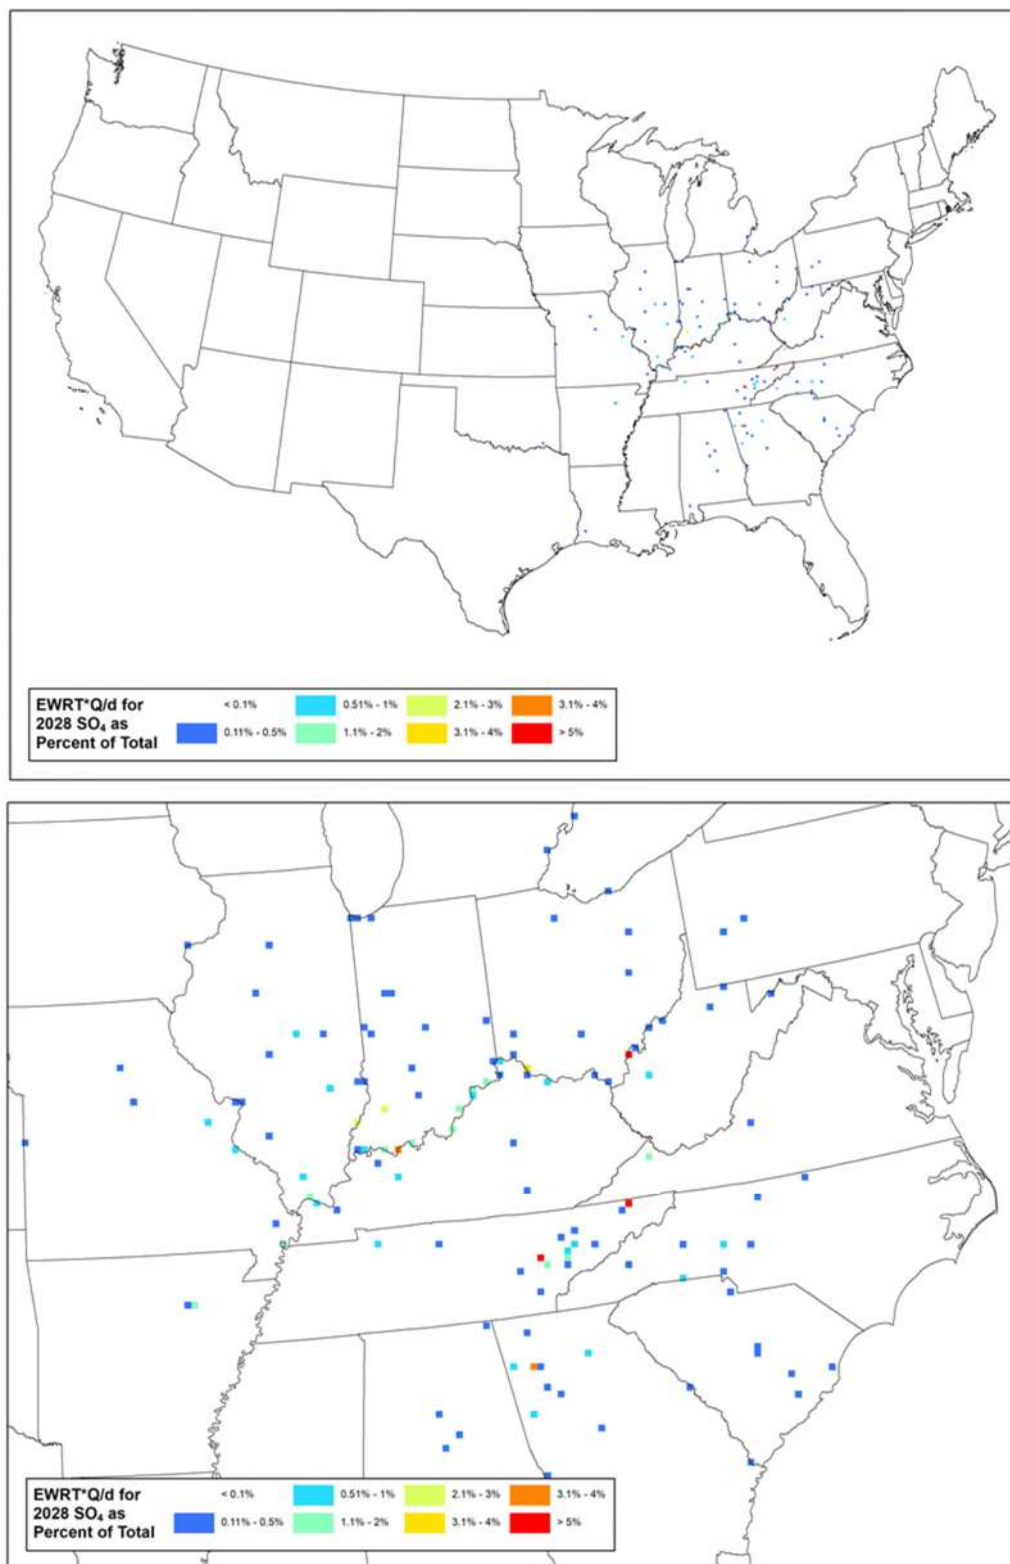 EWRT*Q/d for
2028 SO₄ as
Percent of Total
< 0.1%
0.51% - 1%
2.1% - 3%
3.1% - 4%
0.11% - 0.5%
1.1% - 2%
3.1% - 4%
> 5%
EWRT*Q/d for
2028 SO₄ as
Percent of Total
< 0.1%
0.51% - 1%
2.1% - 3%
3.1% - 4%
0.11% - 0.5%
1.1% - 2%
3.1% - 4%
> 5%